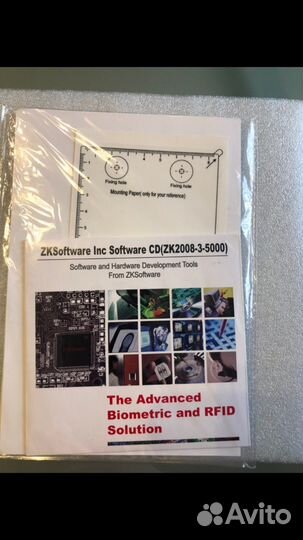 Fixing hole Fixing hole
Mounting Paper( only for your reference)
ZKSoftware Inc Software CD(ZK2008-3-5000)
Software and Hardware Development Tools
From ZKSoftware
The Advanced
Biometric and RFID
Solution
Avito